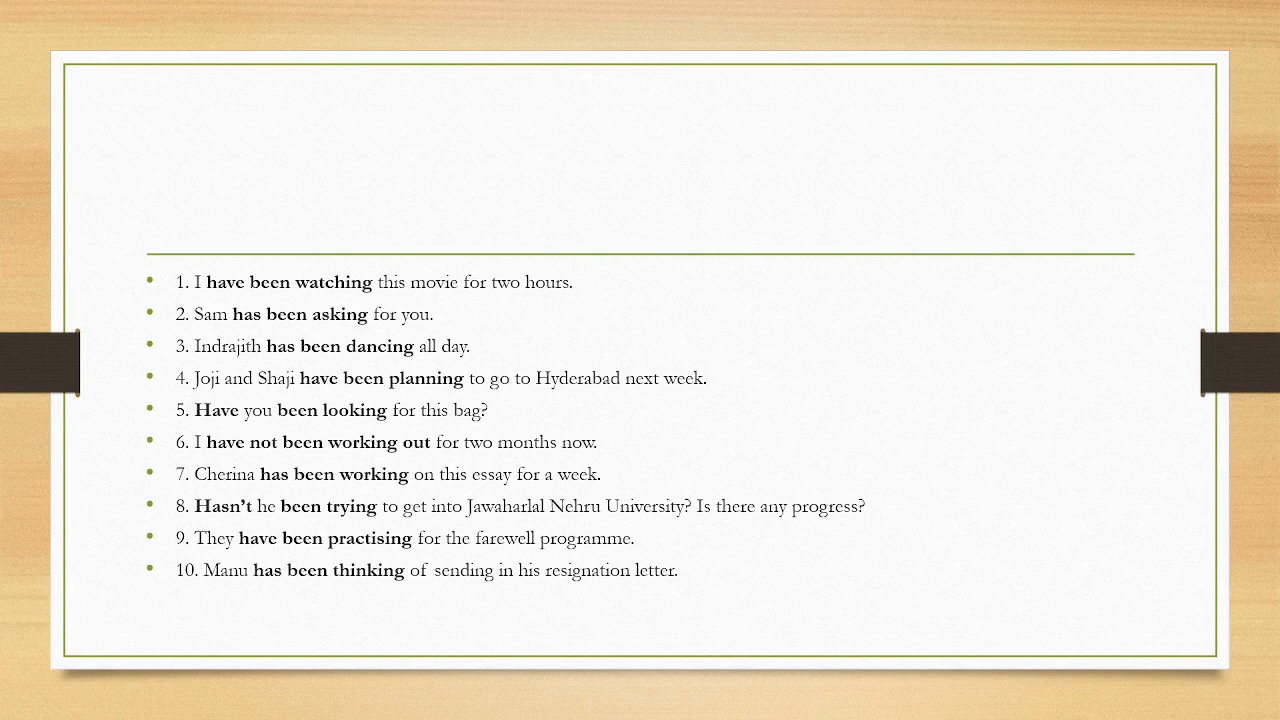 • 1. I have been watching this movie for two hours.
• 2. Sam has been asking for you.
• 3. Indrajith has been dancing all day.
• 4. Joji and Shaji have been planning to go to Hyderabad next week.
• 5. Have you been looking for this bag?
• 6. I have not been working out for two months now.
• 7. Cherina has been working on this essay for a week.
• 8. Hasn’t he been trying to get into Jawaharlal Nehru University? Is there any progress?
• 9. They have been practising for the farewell programme.
• 10. Manu has been thinking of sending in his resignation letter.